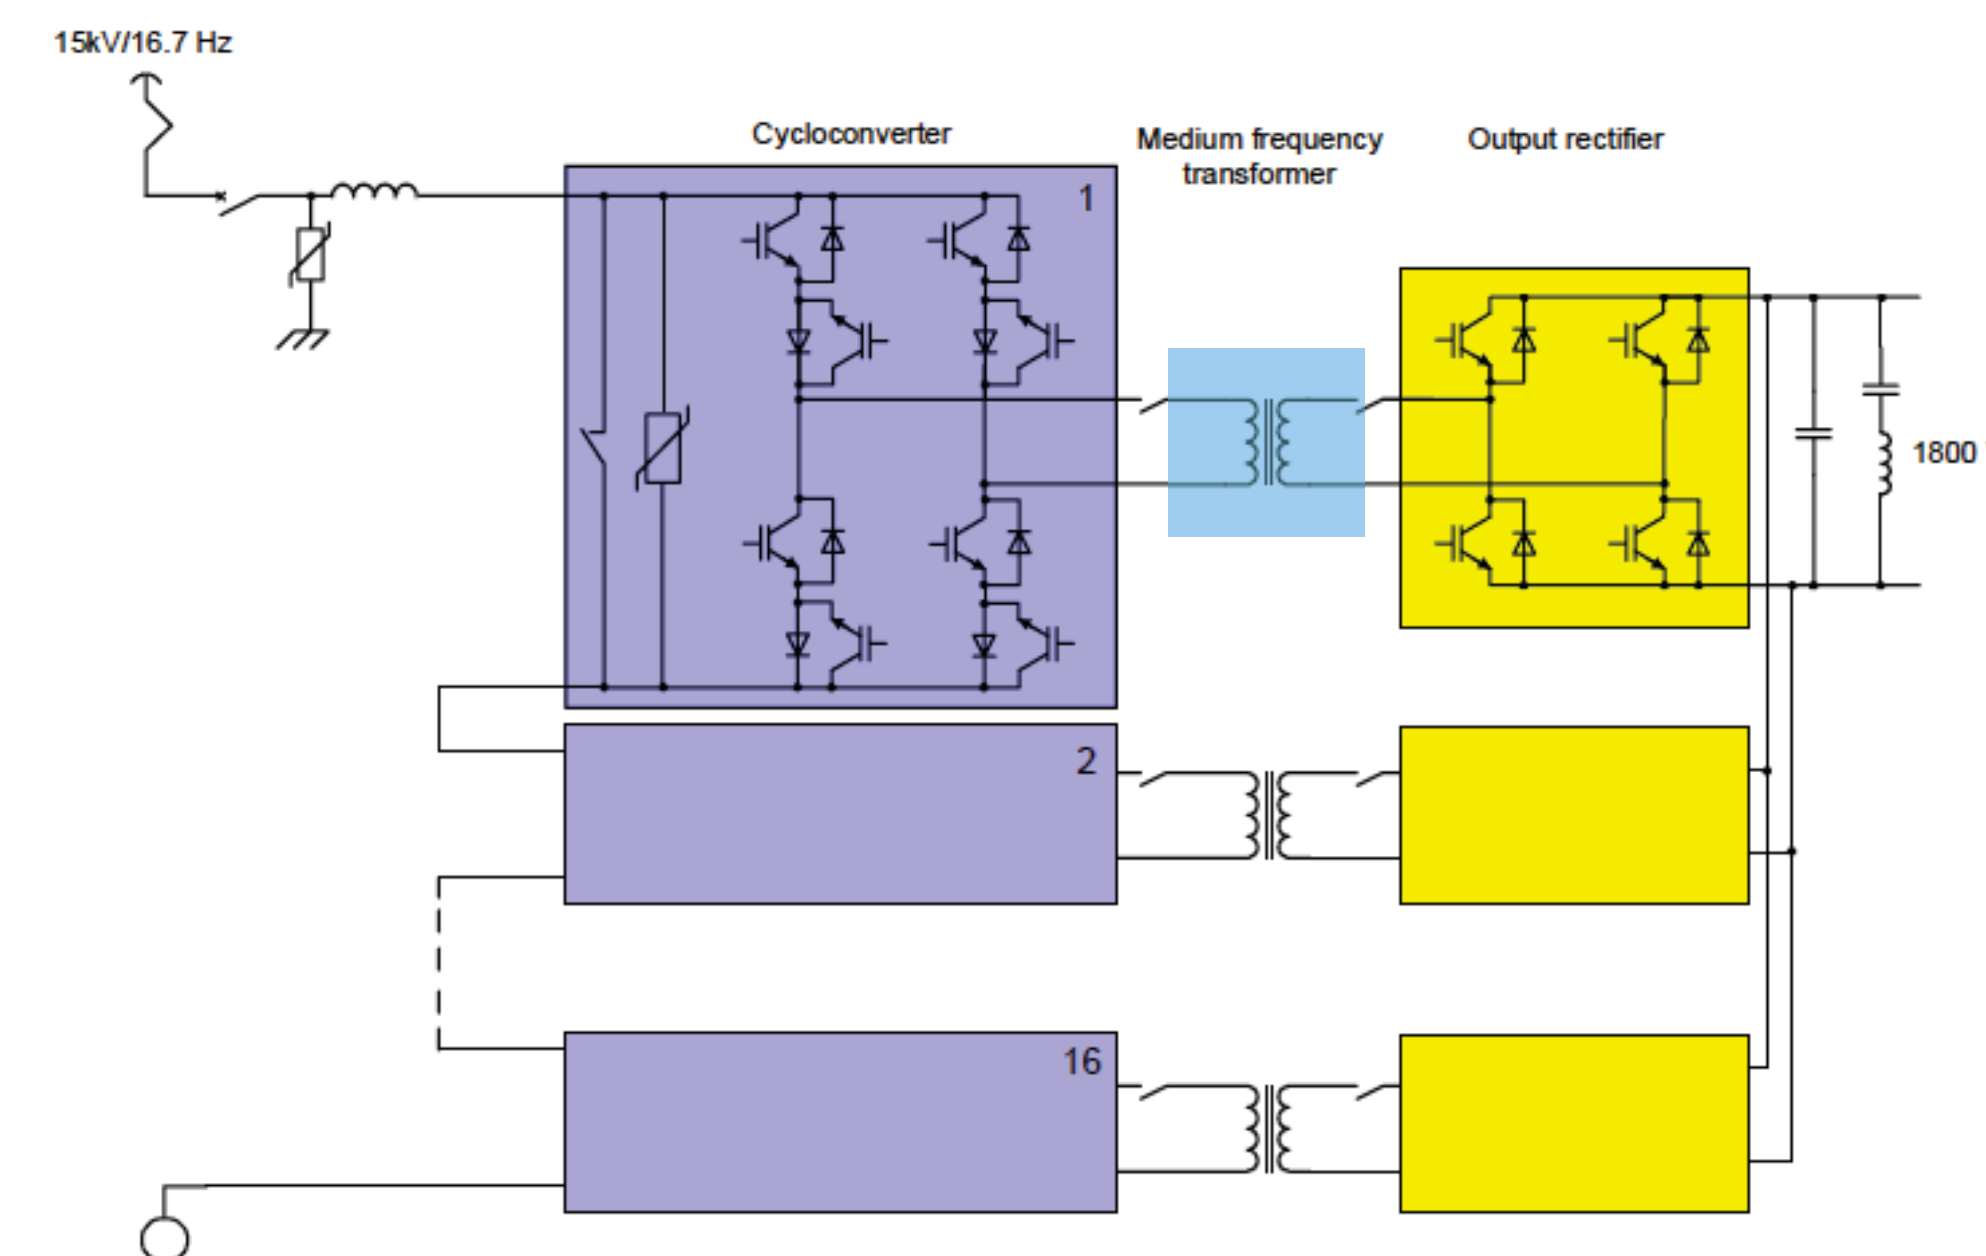 15kV/16.7 Hz
Cycloconverter
Medium frequency
transformer
Output rectifier
1
1800
2
16